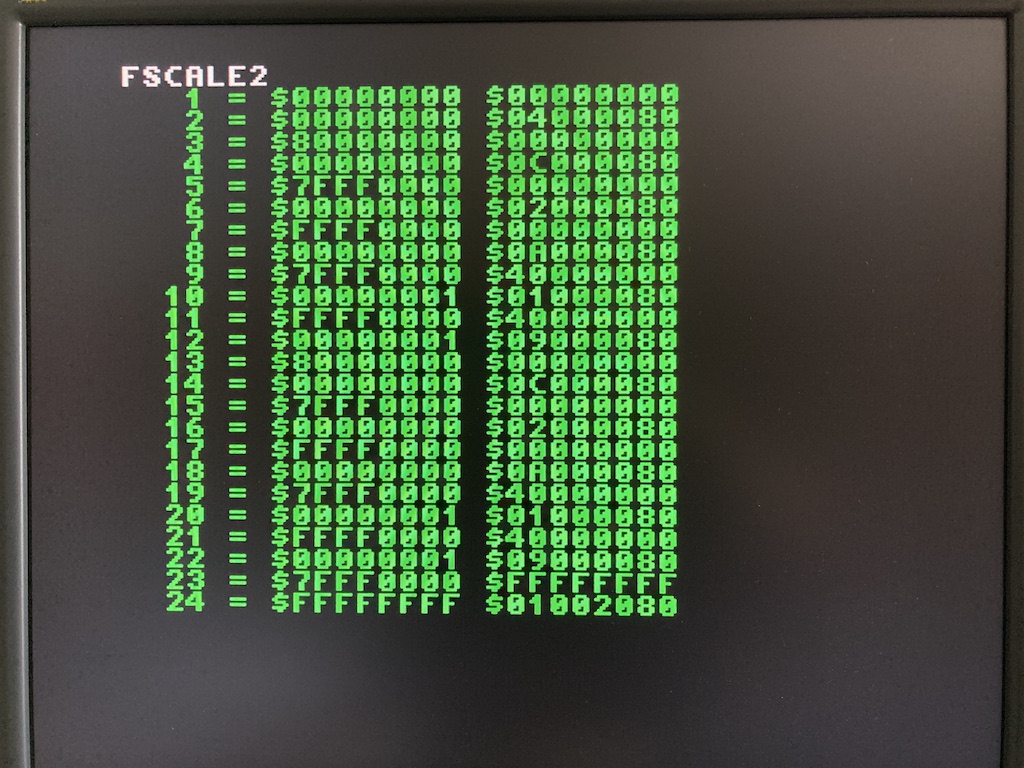 FSCALE2
1 = $00000000 $00000000
2 = $00000000 $04000080
3 = $80000000 $00000000
4 = $00000000 $0C000080
5 = $7FFF0000 $00000000
6 = $00000000 $02000080
7 = $FFFF0000 $00000000
8 = $00000000 $0A000080
9 = $7FFF0000 $40000000
10 = $00000001 $01000080
11 = $FFFF0000 $40000000
12 = $00000001 $09000080
13 = $80000000 $00000000
14 = $00000000 $0C000080
15 = $7FFF0000 $00000000
16 = $00000000 $02000080
17 = $FFFF0000 $00000000
18 = $00000000 $0A000080
19 = $7FFF0000 $40000000
20 = $00000001 $01000080
21 = $FFFF0000 $40000000
22 = $00000001 $09000080
23 = $7FFF0000 $FFFFFFFF
24 = $FFFFFFFF $01002080